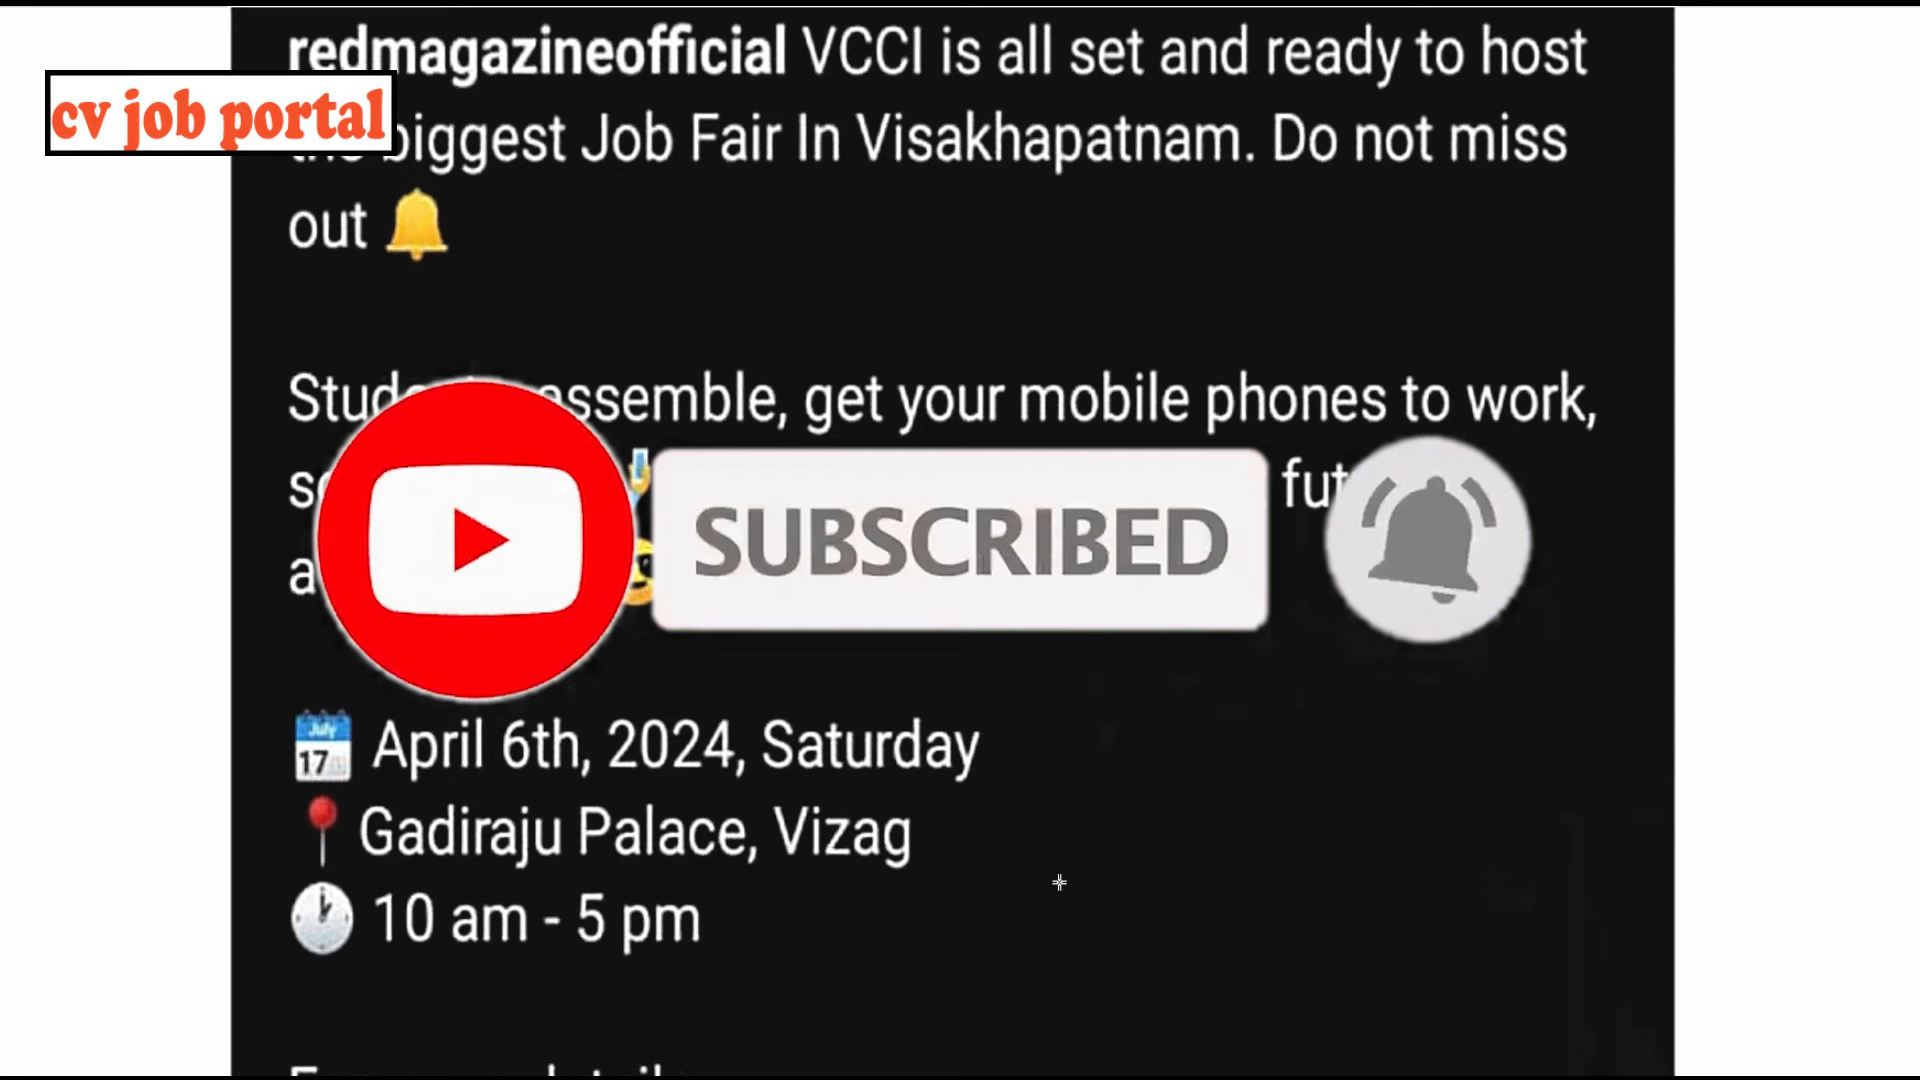 redmagazineofficial VCCI is all set and ready to host
cv job portal
biggest Job Fair In Visakhapatnam. Do not miss
out 🔔
assemble, get your mobile phones to work,
SUBSCRIBED
July
17
April 6th, 2024, Saturday
Gadiraju Palace, Vizag
10 am - 5 pm